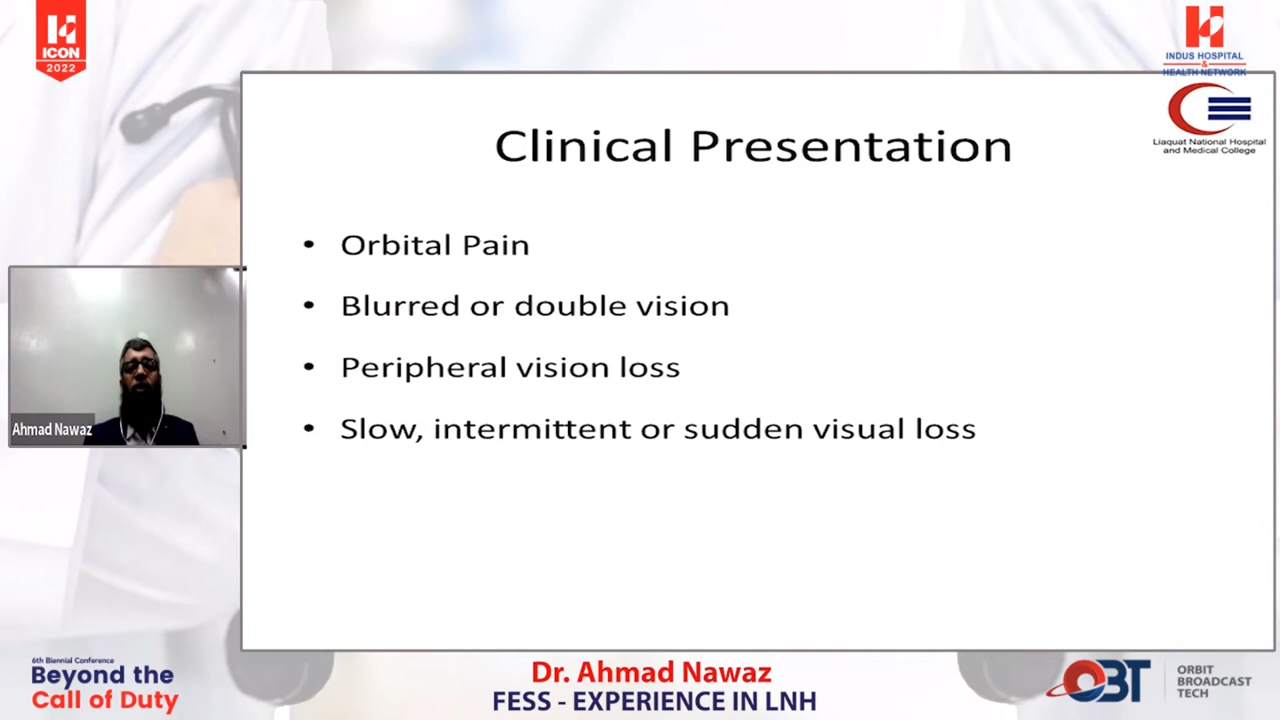 ICON
2022
INDUS HOSPITAL
&
HEALTH NETWORK
Liaquat National Hospital
and Medical College
Clinical Presentation
• Orbital Pain
• Blurred or double vision
• Peripheral vision loss
• Slow, intermittent or sudden visual loss
Ahmad Nawaz
6th Biennial Conference
Beyond the
Call of Duty
Dr. Ahmad Nawaz
FESS - EXPERIENCE IN LNH
OBT
ORBIT
BROADCAST
TECH